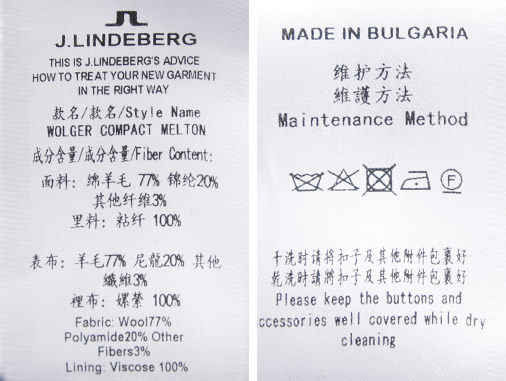 J.LINDEBERG
THIS IS J.LINDEBERG'S ADVICE
HOW TO TREAT YOUR NEW GARMENT
IN THE RIGHT WAY
款名/款名/Style Name
WOLGER COMPACT MELTON
成分含量/成分含量/Fiber Content:
面料: 绵羊毛 77% 锦纶20%
其他纤维3%
里料: 粘纤 100%
表布: 羊毛77% 尼龍20% 其他
纖維3%
裡布: 嫘縈 100%
Fabric: Wool77%
Polyamide20% Other
Fibers3%
Lining: Viscose 100%
MADE IN BULGARIA
维护方法
維護方法
Maintenance Method
F
干洗时请将扣子及其他附件包裹好
乾洗時請將扣子及其他附件包裹好
Please keep the buttons and
ccessories well covered while dry
cleaning